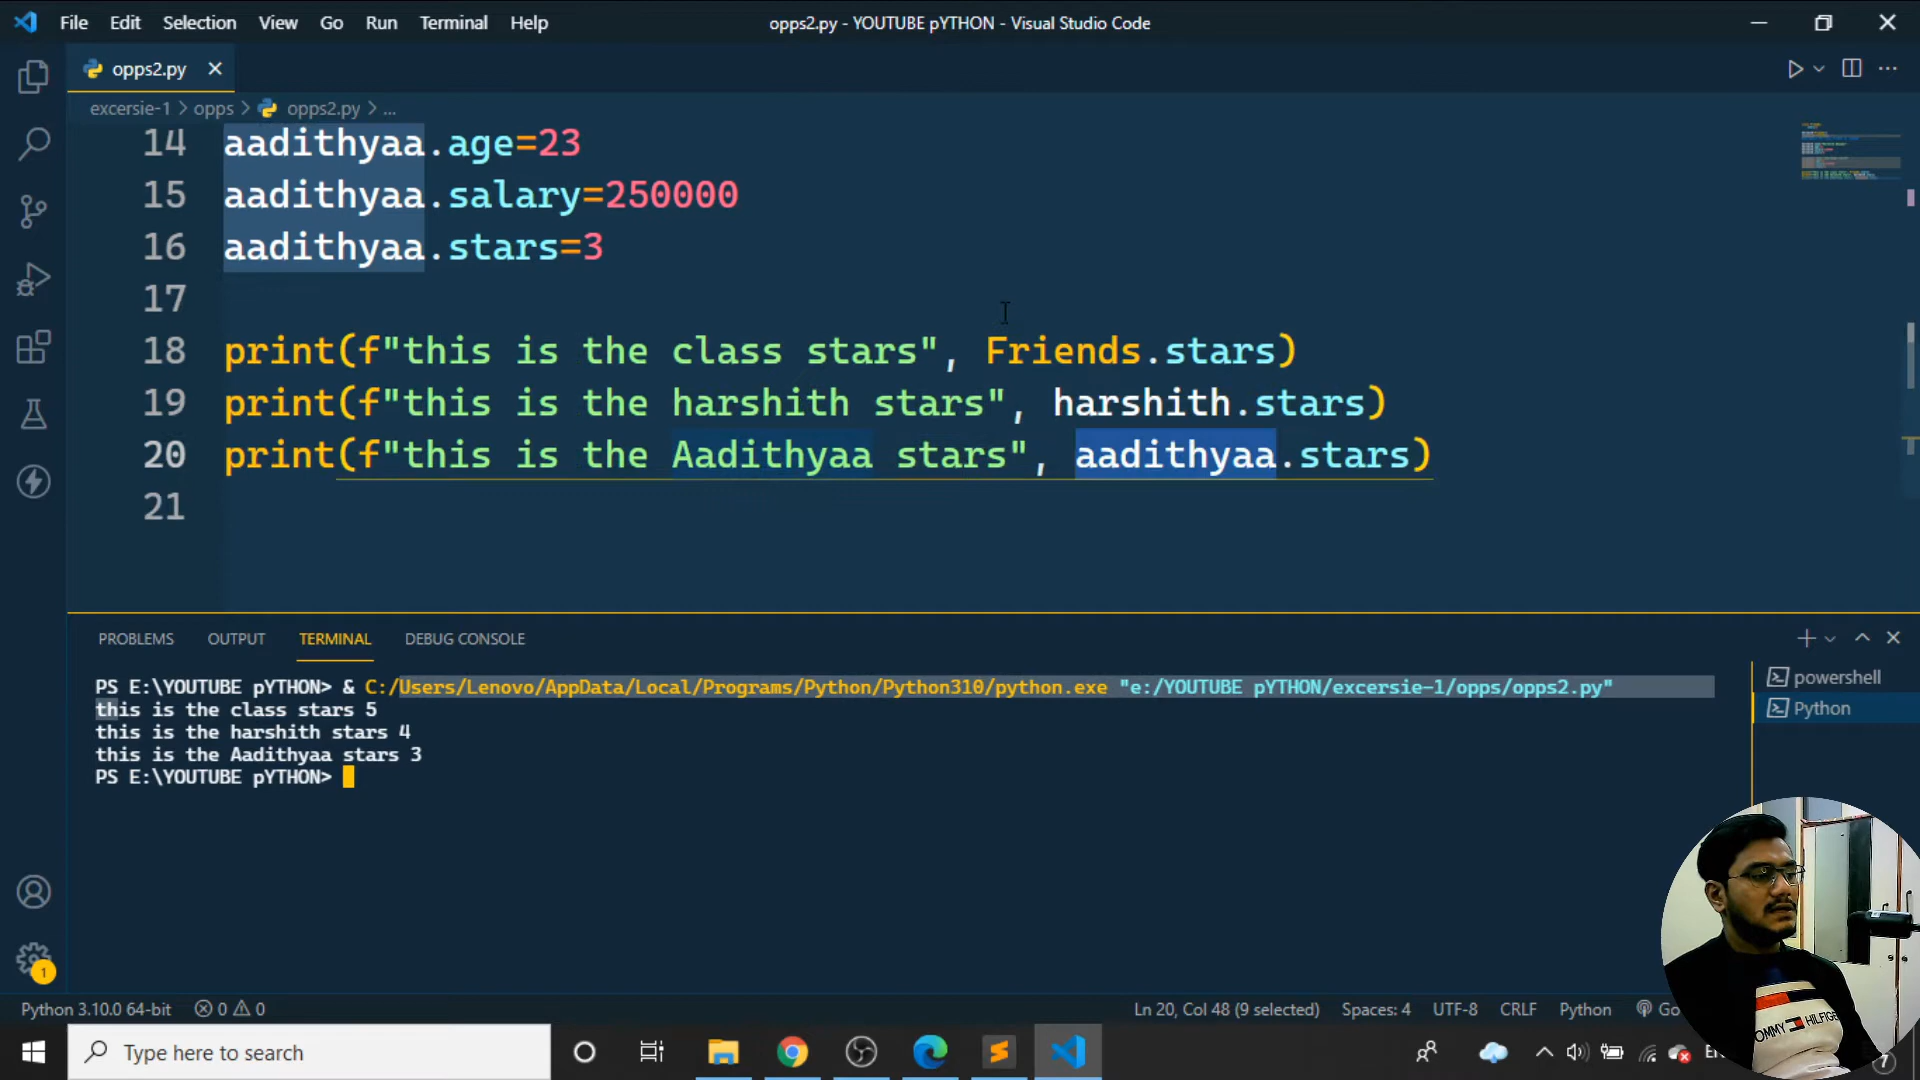 File Edit Selection View Go Run Terminal Help
opps2.py - YOUTUBE pYTHON - Visual Studio Code
opps2.py
excersie-1 > opps > opps2.py > ...
14 aadithyaa.age=23
15 aadithyaa.salary=250000
16 aadithyaa.stars=3
17
18 print(f"this is the class stars", Friends.stars)
19 print(f"this is the harshith stars", harshith.stars)
20 print(f"this is the Aadithyaa stars", aadithyaa.stars)
21
PROBLEMS OUTPUT TERMINAL DEBUG CONSOLE
PS E:\YOUTUBE pYTHON> & C:/Users/Lenovo/AppData/Local/Programs/Python/Python310/python.exe "e:/YOUTUBE pYTHON/excersie-1/opps/opps2.py"
this is the class stars 5
this is the harshith stars 4
this is the Aadithyaa stars 3
PS E:\YOUTUBE pYTHON>
powershell
Python
1
TOMMY HILFIGER
Python 3.10.0 64-bit 0 0
Ln 20, Col 48 (9 selected) Spaces: 4 UTF-8 CRLF Python Go
Type here to search
7